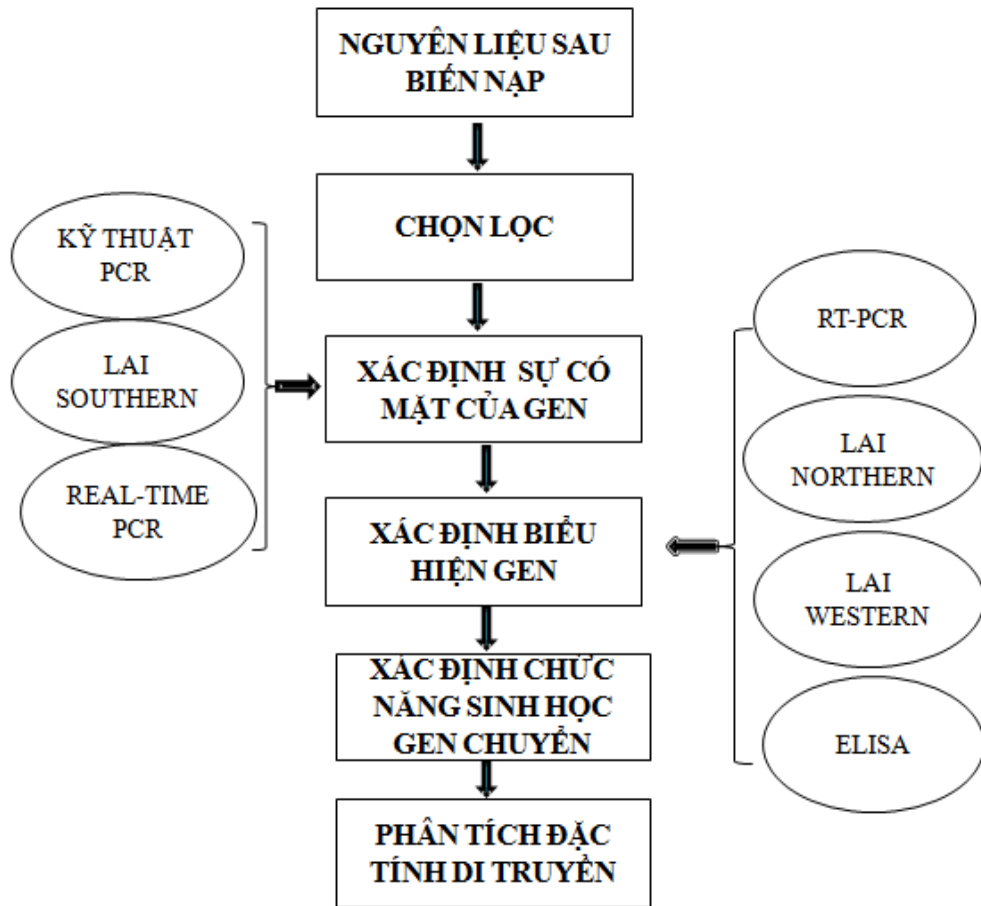 NGUYÊN LIỆU SAU
BIẾN NẠP
CHỌN LỌC
KỸ THUẬT
PCR
LAI
SOUTHERN
REAL-TIME
PCR
XÁC ĐỊNH SỰ CÓ
MẶT CỦA GEN
RT-PCR
LAI
NORTHERN
LAI
WESTERN
ELISA
XÁC ĐỊNH BIỂU
HIỆN GEN
XÁC ĐỊNH CHỨC
NĂNG SINH HỌC
GEN CHUYỂN
PHÂN TÍCH ĐẶC
TÍNH DI TRUYỀN